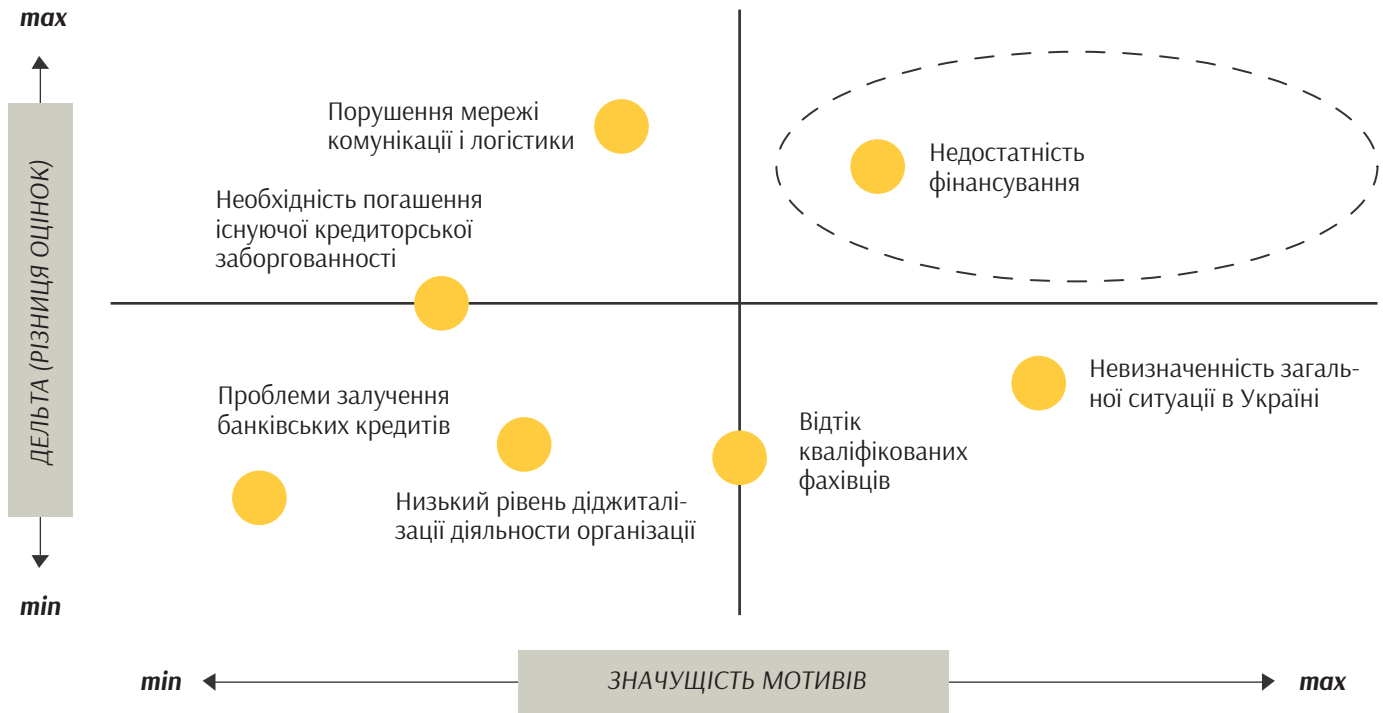 max
ДЕЛЬТА (РІЗНИЦЯ ОЦІНОК)
min
Порушення мережі
комунікації і логістики
Недостатність
фінансування
Необхідність погашення
існуючої кредиторської
заборгованності
Невизначенність загаль-
ної ситуації в Україні
Проблеми залучення
банківських кредитів
Відтік
кваліфікованих
фахівців
Низький рівень діджиталі-
зації діяльности організації
min
ЗНАЧУЩІСТЬ МОТИВІВ
max